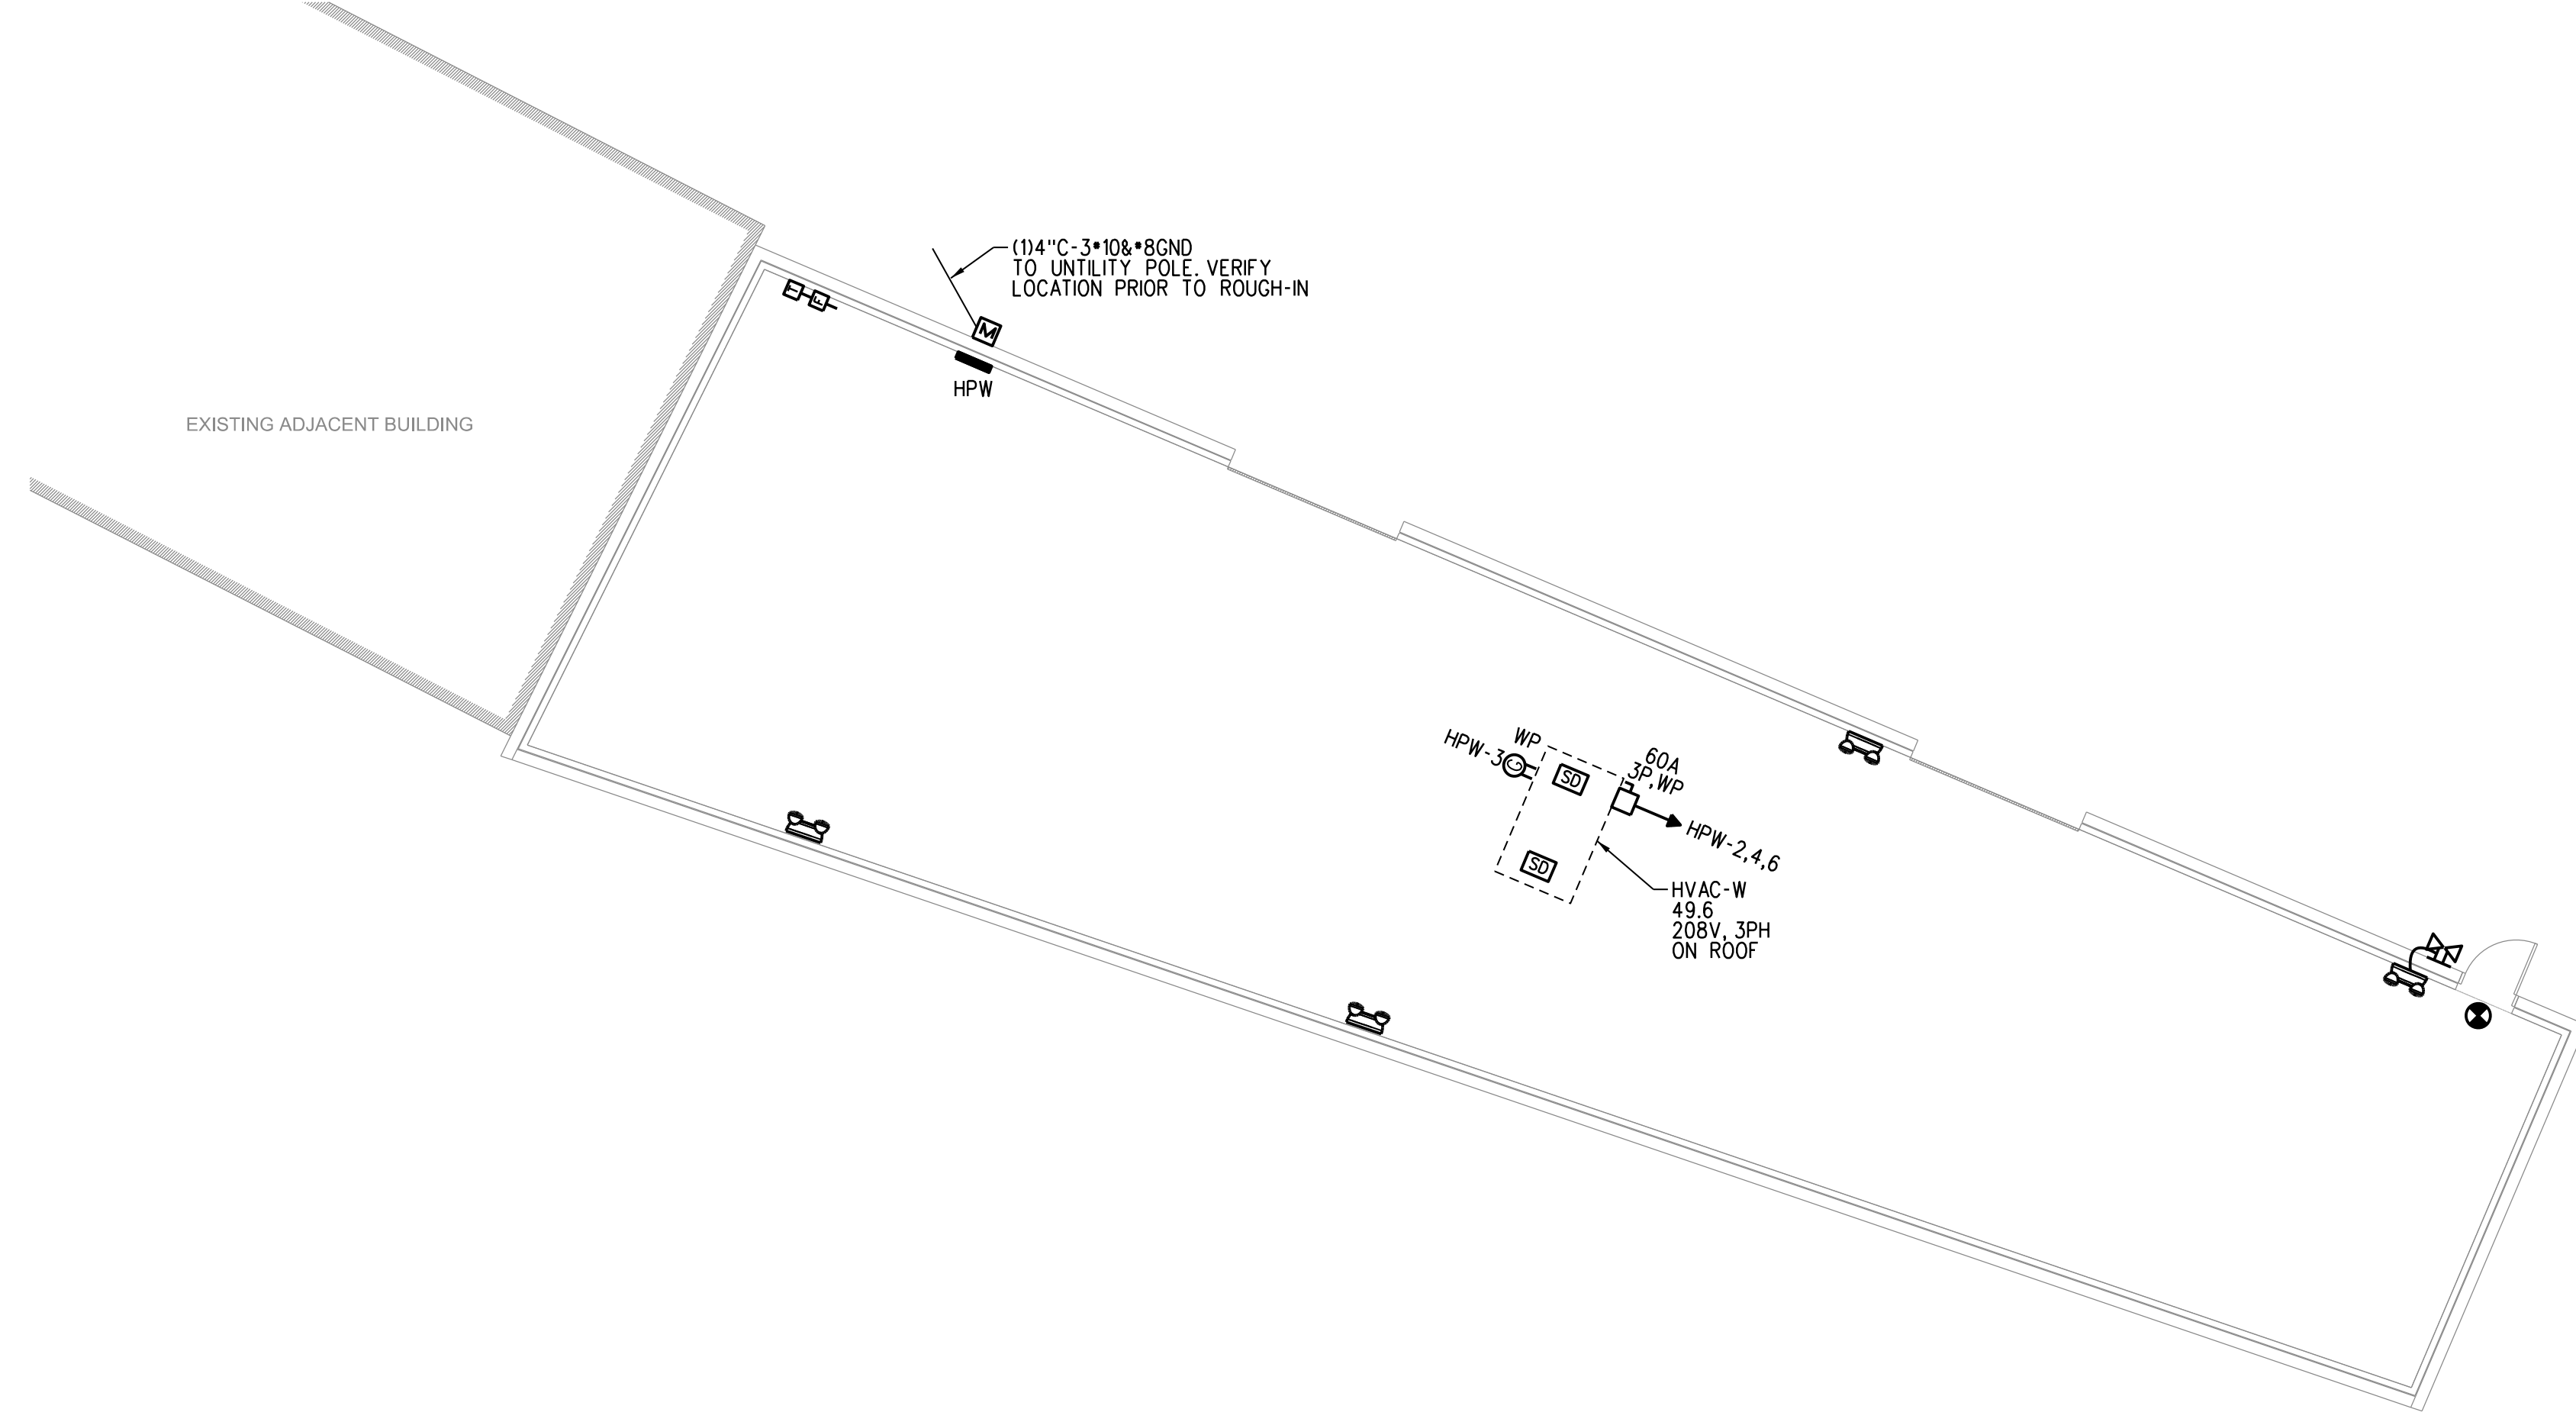 (1)4"C-3#10&#8GND
TO UNTILITY POLE. VERIFY
LOCATION PRIOR TO ROUGH-IN
T
F
M
HPW
EXISTING ADJACENT BUILDING
WP
HPW-3
G
SD
60A
3P,WP
HPW-2,4,6
SD
HVAC-W
49.6
208V, 3PH
ON ROOF